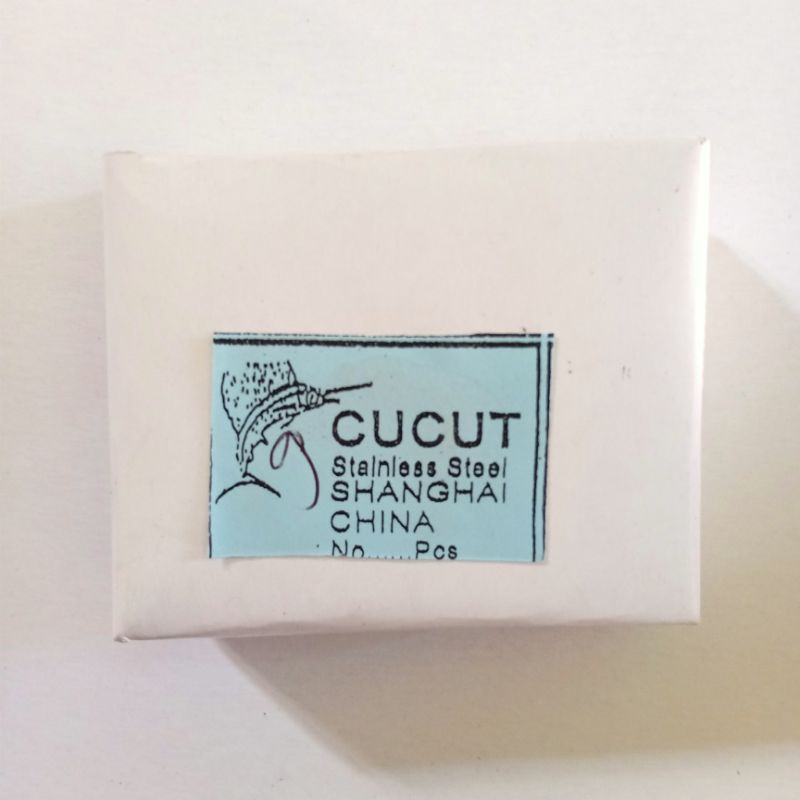 CUCUT
Stainless Steel
SHANGHAI
CHINA
No......Pcs